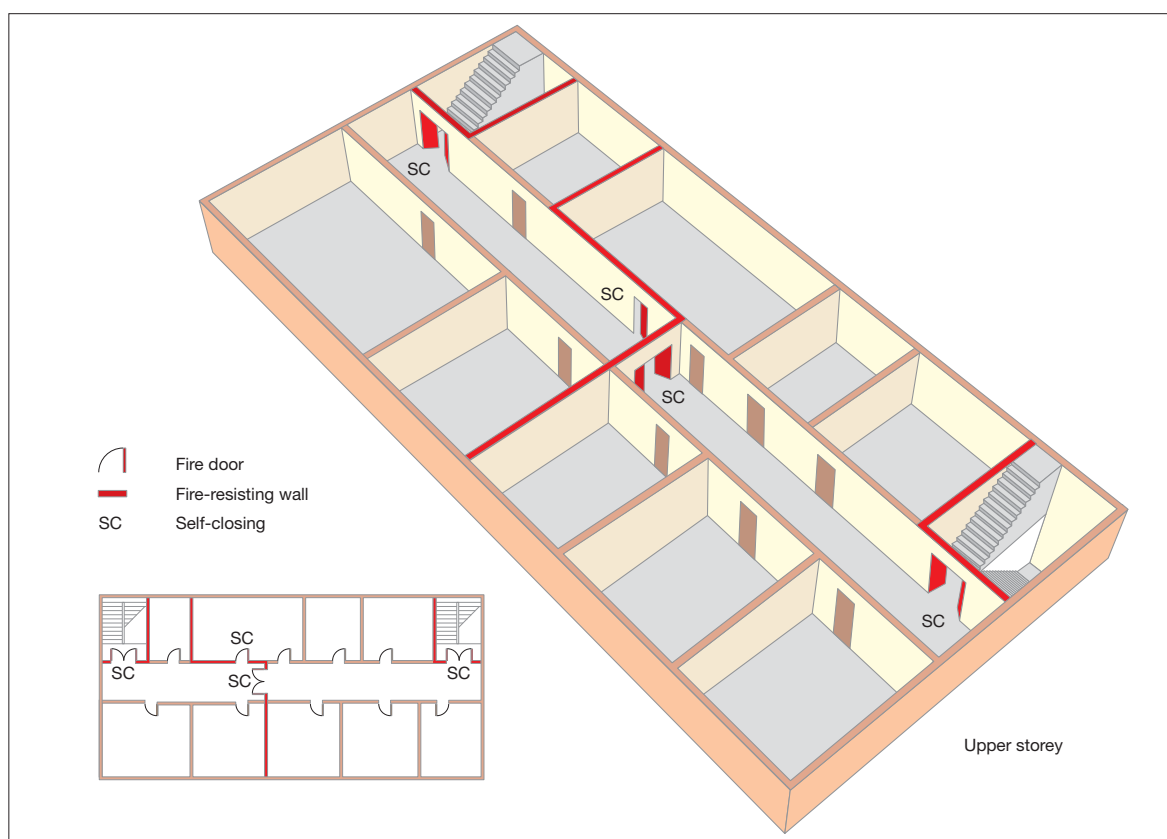 SC
SC
SC
SC
Fire door
Fire-resisting wall
SC Self-closing
SC
SC
SC
SC
Upper storey